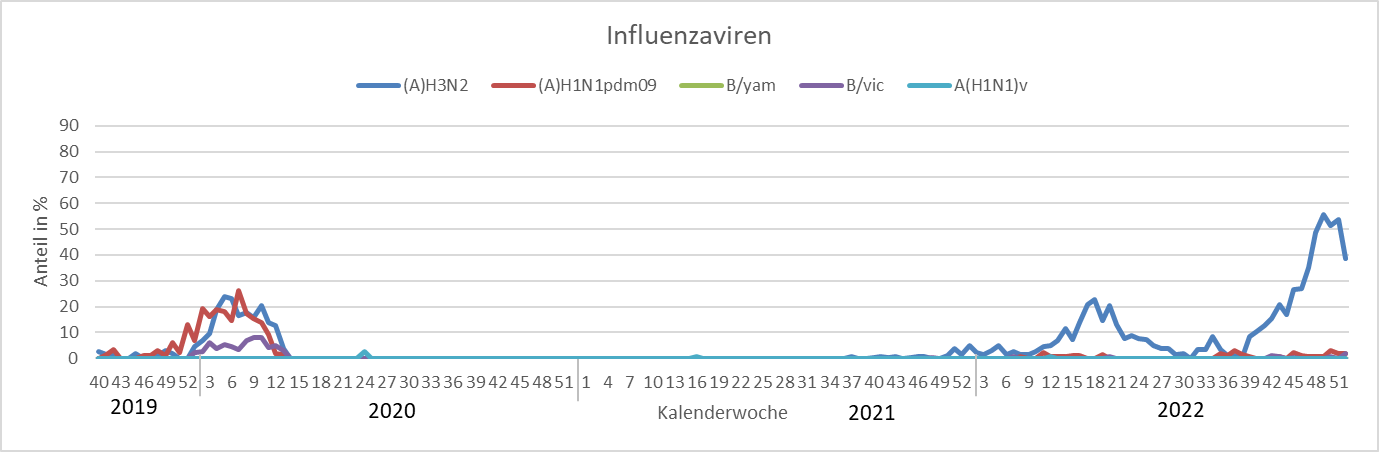 Influenzaviren
(A)H3N2 (A)H1N1pdm09 B/yam B/vic A(H1N1)v
Anteil in %
90
80
70
60
50
40
30
20
10
0
40 43 46 49 52 3 6 9 12 15 18 21 24 27 30 33 36 39 42 45 48 51 1 4 7 10 13 16 19 22 25 28 31 34 37 40 43 46 49 52 3 6 9 12 15 18 21 24 27 30 33 36 39 42 45 48 51
2019 2020 2021 2022
Kalenderwoche